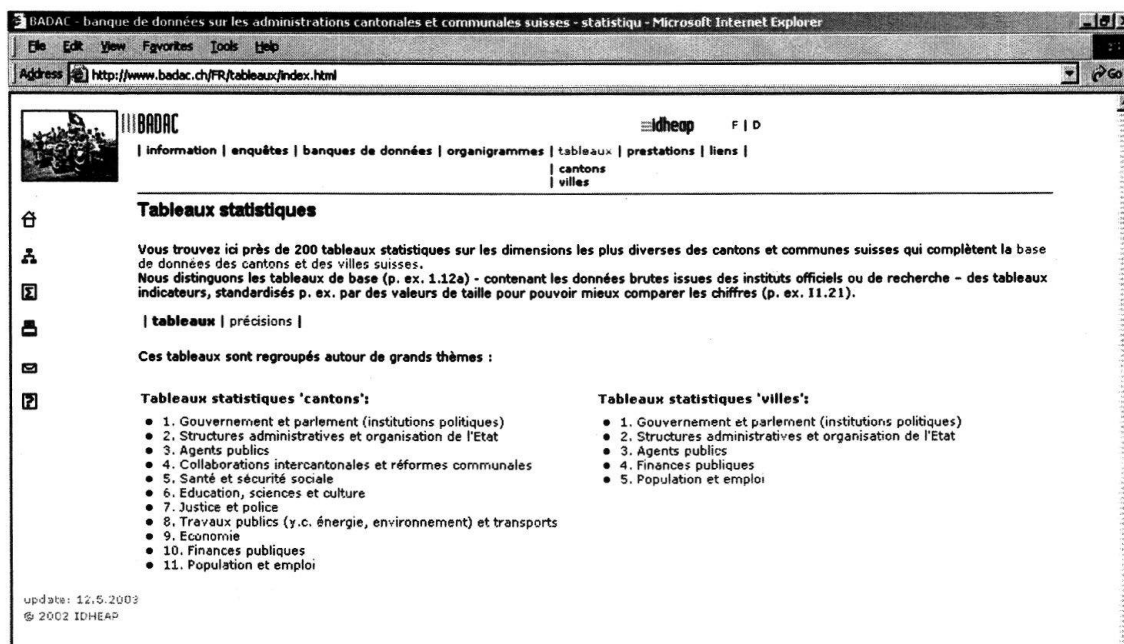 BADAC - banque de données sur les administrations cantonales et communales suisses - statistiqu - Microsoft Internet Explorer
File Edit View Favorites Tools Help
Address http://www.badac.ch/FR/tableaux/index.html Go
BADAC idheap F | D
| information | enquêtes | banques de données | organigrammes | tableaux | prestations | liens |
| cantons
| villes
Tableaux statistiques
Vous trouvez ici près de 200 tableaux statistiques sur les dimensions les plus diverses des cantons et communes suisses qui complètent la base
de données des cantons et des villes suisses.
Nous distinguons les tableaux de base (p. ex. 1.12a) - contenant les données brutes issues des instituts officiels ou de recherche – des tableaux
indicateurs, standardisés p. ex. par des valeurs de taille pour pouvoir mieux comparer les chiffres (p. ex. I1.21).
| tableaux | précisions |
Ces tableaux sont regroupés autour de grands thèmes :
Tableaux statistiques 'cantons':
• 1. Gouvernement et parlement (institutions politiques)
• 2. Structures administratives et organisation de l'Etat
• 3. Agents publics
• 4. Collaborations intercantonales et réformes communales
• 5. Santé et sécurité sociale
• 6. Education, sciences et culture
• 7. Justice et police
• 8. Travaux publics (y.c. énergie, environnement) et transports
• 9. Economie
• 10. Finances publiques
• 11. Population et emploi
Tableaux statistiques 'villes':
• 1. Gouvernement et parlement (institutions politiques)
• 2. Structures administratives et organisation de l'Etat
• 3. Agents publics
• 4. Finances publiques
• 5. Population et emploi
update: 12.5.2003
© 2002 IDHEAP